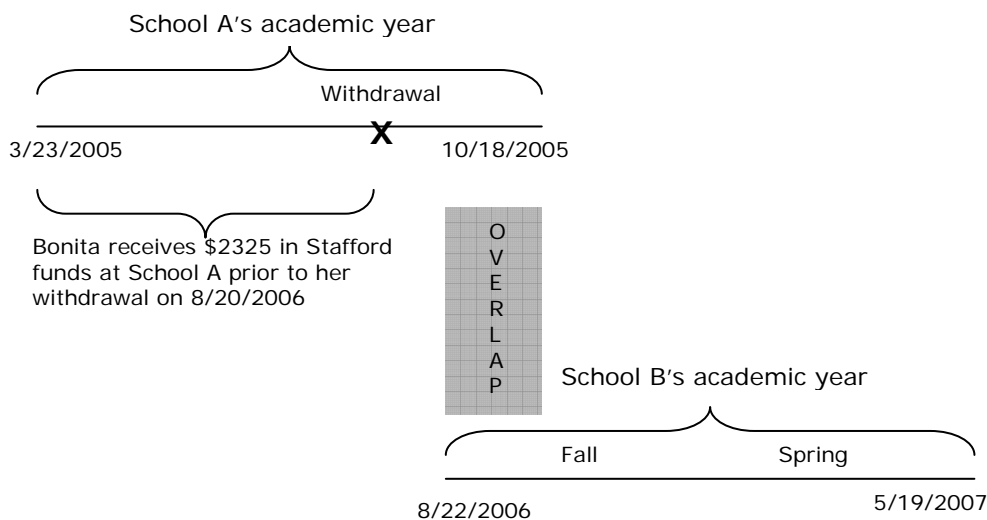 School A's academic year
Withdrawal
X
3/23/2005
10/18/2005
Bonita receives $2325 in Stafford
funds at School A prior to her
withdrawal on 8/20/2006
O
V
E
R
L
A
P
School B's academic year
Fall
Spring
8/22/2006
5/19/2007